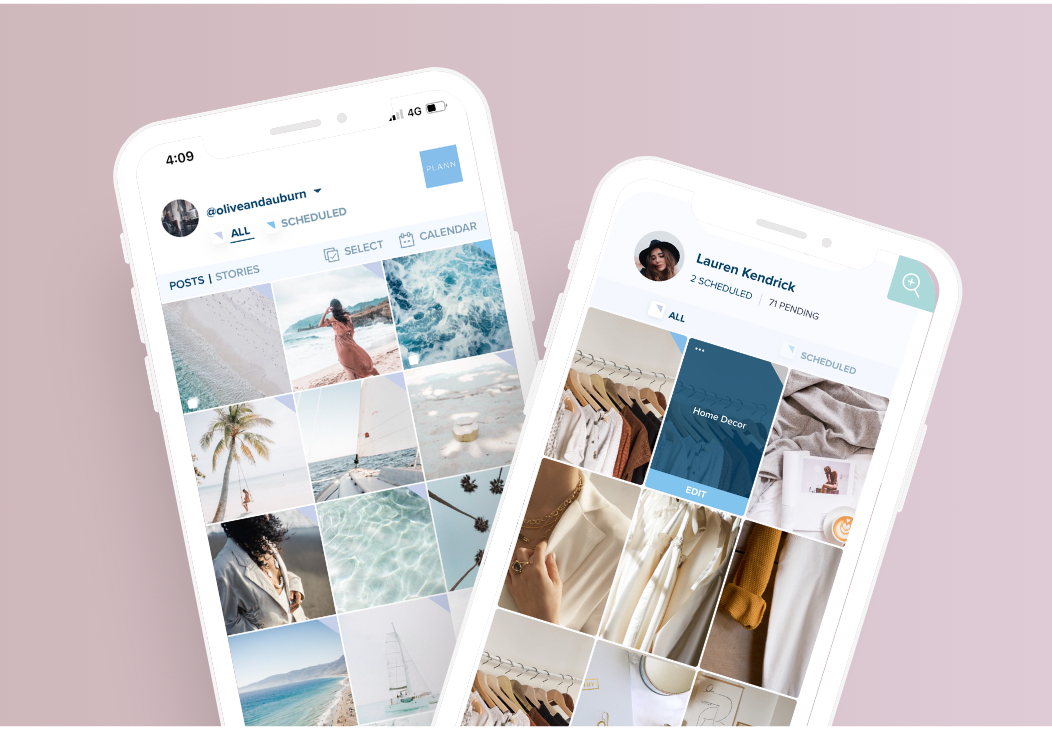 4:09
4G
PLANN
@oliveandauburn
ALL
SCHEDULED
SELECT
CALENDAR
POSTS | STORIES
Lauren Kendrick
2 SCHEDULED | 71 PENDING
ALL
SCHEDULED
Home Decor
EDIT